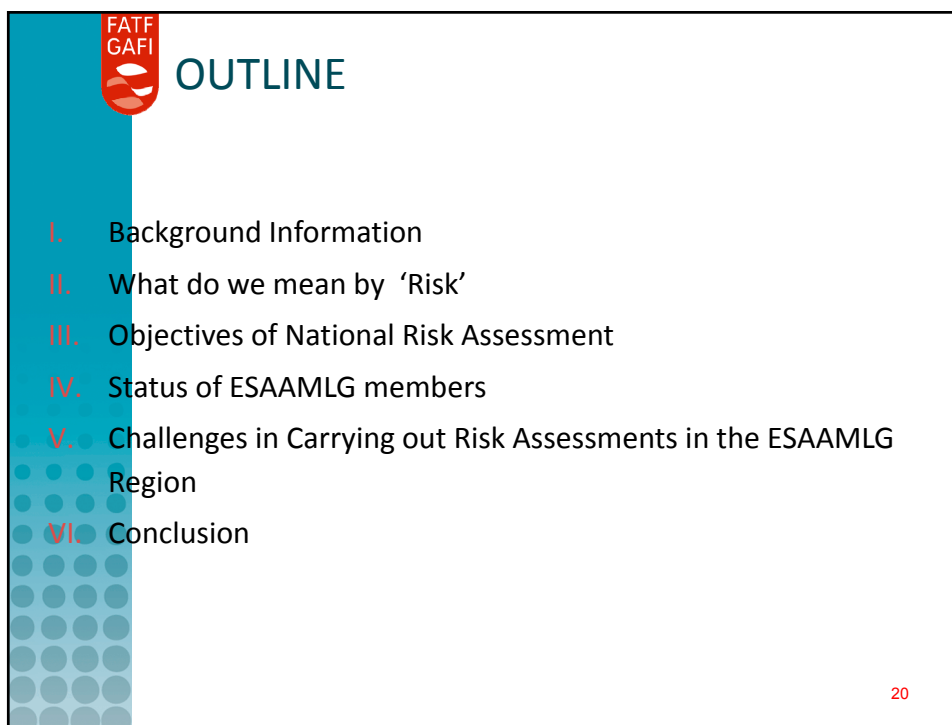 FATF
GAFI
OUTLINE
I. Background Information
II. What do we mean by ‘Risk’
III. Objectives of National Risk Assessment
IV. Status of ESAAMLG members
V. Challenges in Carrying out Risk Assessments in the ESAAMLG
Region
VI. Conclusion
20